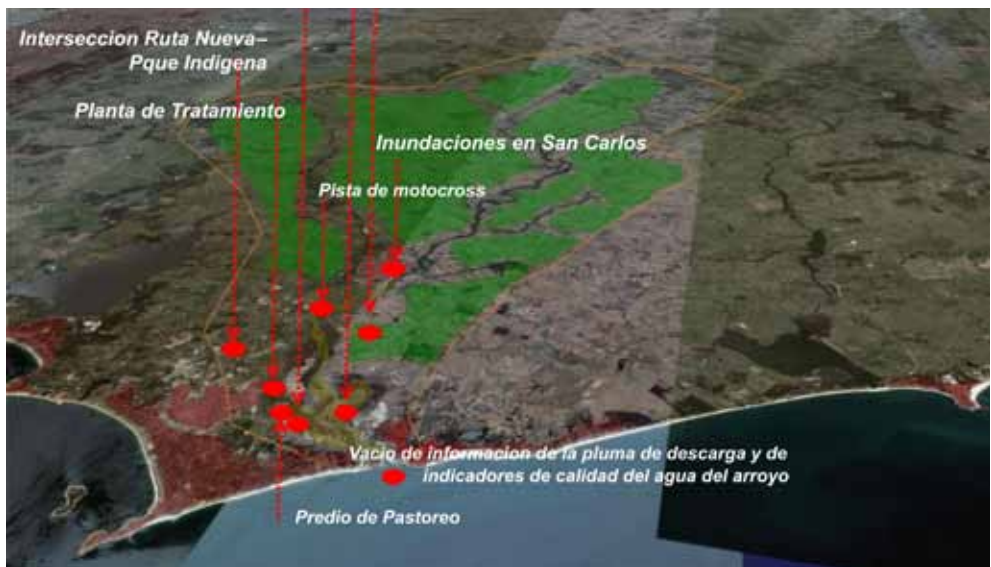 Interseccion Ruta Nueva–
Pque Indigena
Planta de Tratamiento
Inundaciones en San Carlos
Pista de motocross
Vacio de informacion de la pluma de descarga y de
indicadores de calidad del agua del arroyo
Predio de Pastoreo